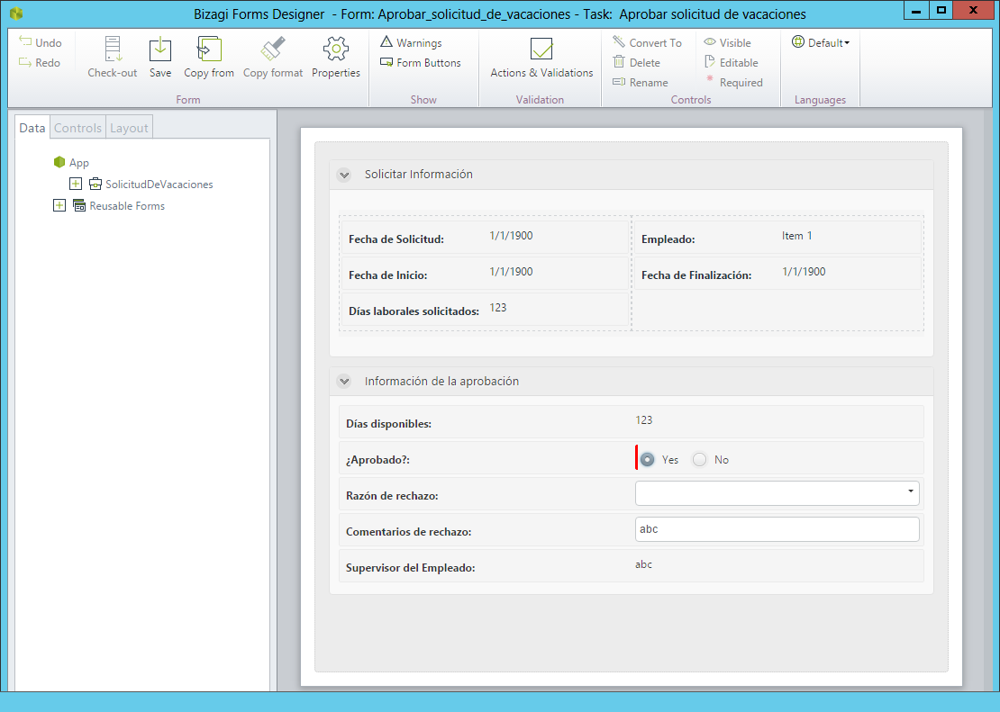 Bizagi Forms Designer - Form: Aprobar_solicitud_de_vacaciones - Task: Aprobar solicitud de vacaciones
Undo
Redo
Check-out
Save
Copy from
Copy format
Properties
Form
Warnings
Form Buttons
Show
Actions & Validations
Validation
Convert To
Delete
Rename
Visible
Editable
Required
Controls
Default
Languages
Data
Controls
Layout
App
SolicitudDeVacaciones
Reusable Forms
Solicitar Información
Fecha de Solicitud: 1/1/1900
Empleado: Item 1
Fecha de Inicio: 1/1/1900
Fecha de Finalización: 1/1/1900
Días laborales solicitados: 123
Información de la aprobación
Días disponibles: 123
¿Aprobado?: Yes No
Razón de rechazo:
Comentarios de rechazo: abc
Supervisor del Empleado: abc